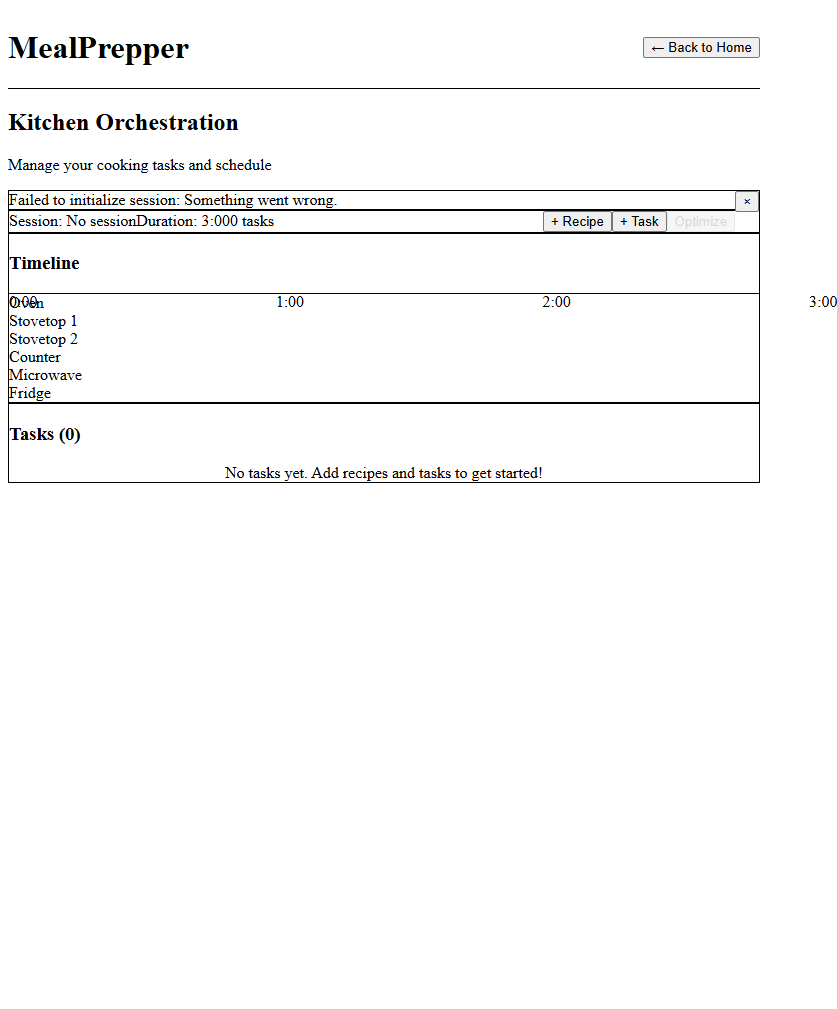 MealPrepper
← Back to Home
Kitchen Orchestration
Manage your cooking tasks and schedule
Failed to initialize session: Something went wrong.
×
Session: No sessionDuration: 3:000 tasks
+ Recipe
+ Task
Optimize
Timeline
0:00 1:00 2:00 3:00
Oven
Stovetop 1
Stovetop 2
Counter
Microwave
Fridge
Tasks (0)
No tasks yet. Add recipes and tasks to get started!